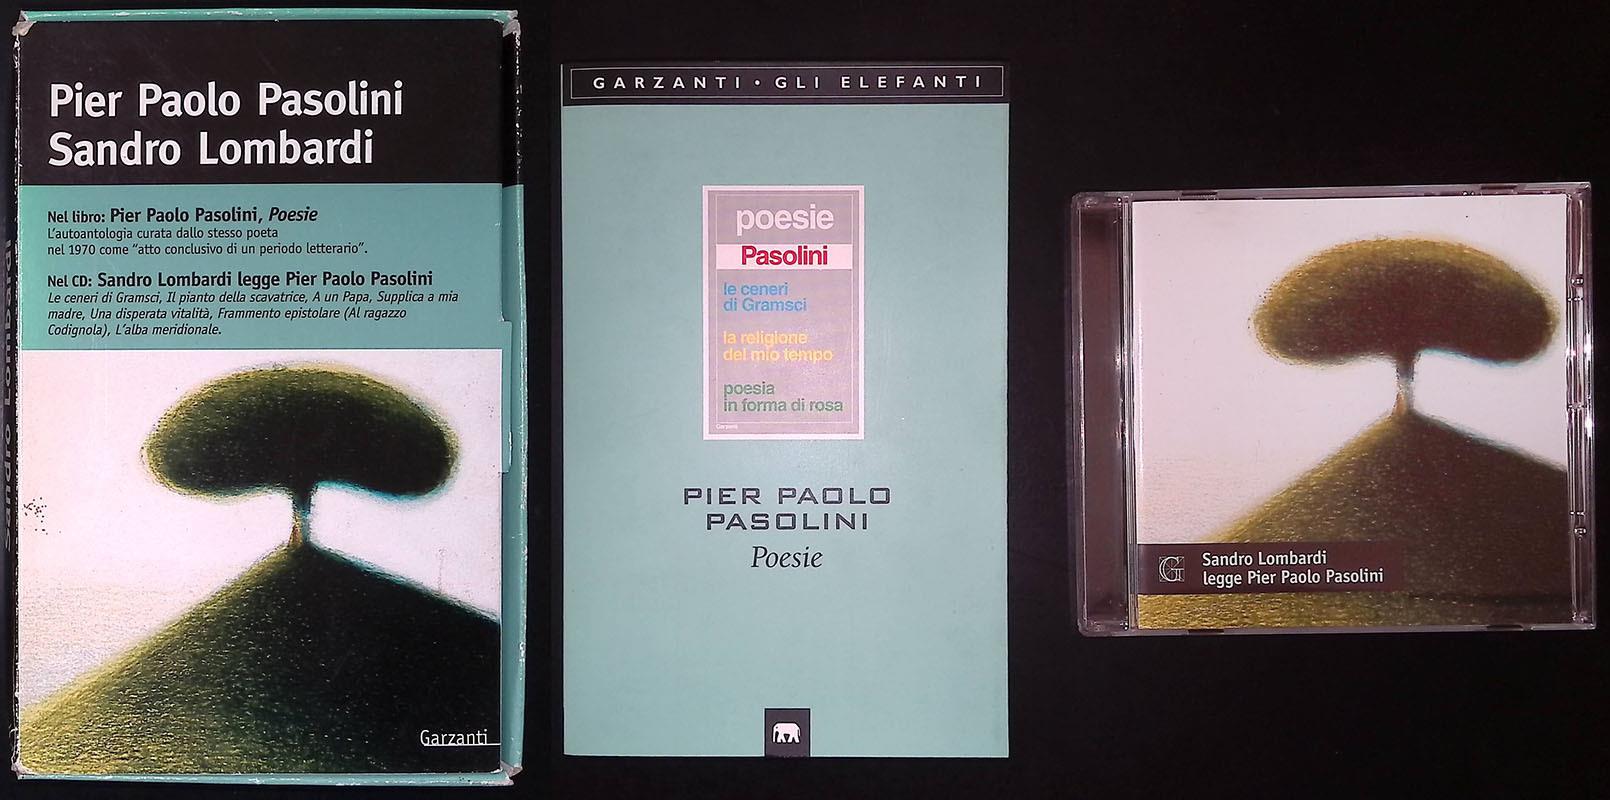 Pier Paolo Pasolini
Sandro Lombardi
Nel libro: Pier Paolo Pasolini, Poesie
L'autoantologia curata dallo stesso poeta
nel 1970 come "atto conclusivo di un periodo letterario".
Nel CD: Sandro Lombardi legge Pier Paolo Pasolini
Le ceneri di Gramsci, Il pianto della scavatrice, A un Papa, Supplica a mia
madre, Una disperata vitalità, Frammento epistolare (Al ragazzo
Codignola), L'alba meridionale.
Garzanti
Sandro Lombardi
GARZANTI • GLI ELEFANTI
poesie
Pasolini
le ceneri
di Gramsci
la religione
del mio tempo
poesia
in forma di rosa
Garzanti
PIER PAOLO
PASOLINI
Poesie
G
Sandro Lombardi
legge Pier Paolo Pasolini